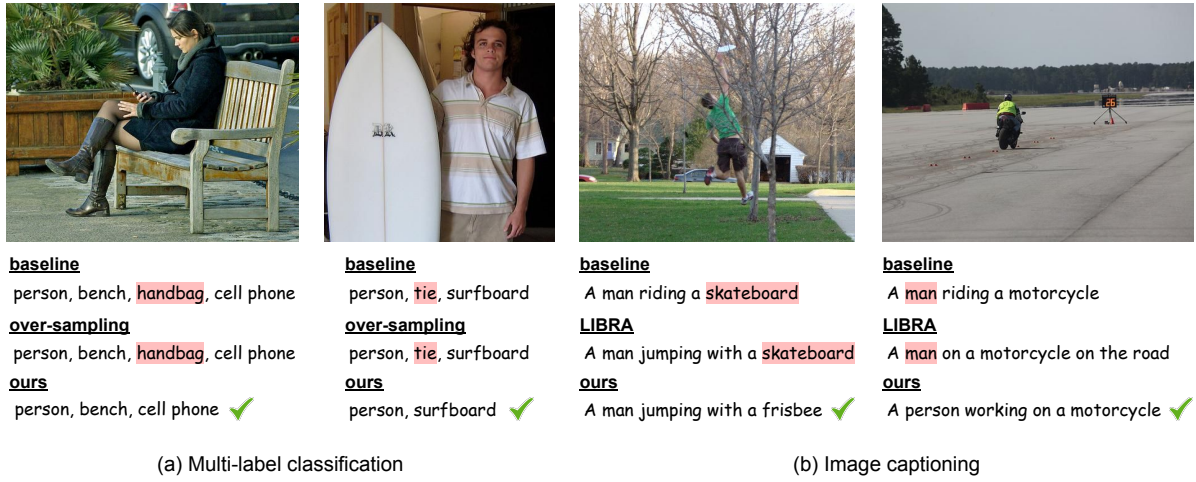 26
baseline
person, bench, handbag, cell phone
over-sampling
person, bench, handbag, cell phone
ours
person, bench, cell phone
baseline
person, tie, surfboard
over-sampling
person, tie, surfboard
ours
person, surfboard
(a) Multi-label classification
baseline
A man riding a skateboard
LIBRA
A man jumping with a skateboard
ours
A man jumping with a frisbee
baseline
A man riding a motorcycle
LIBRA
A man on a motorcycle on the road
ours
A person working on a motorcycle
(b) Image captioning